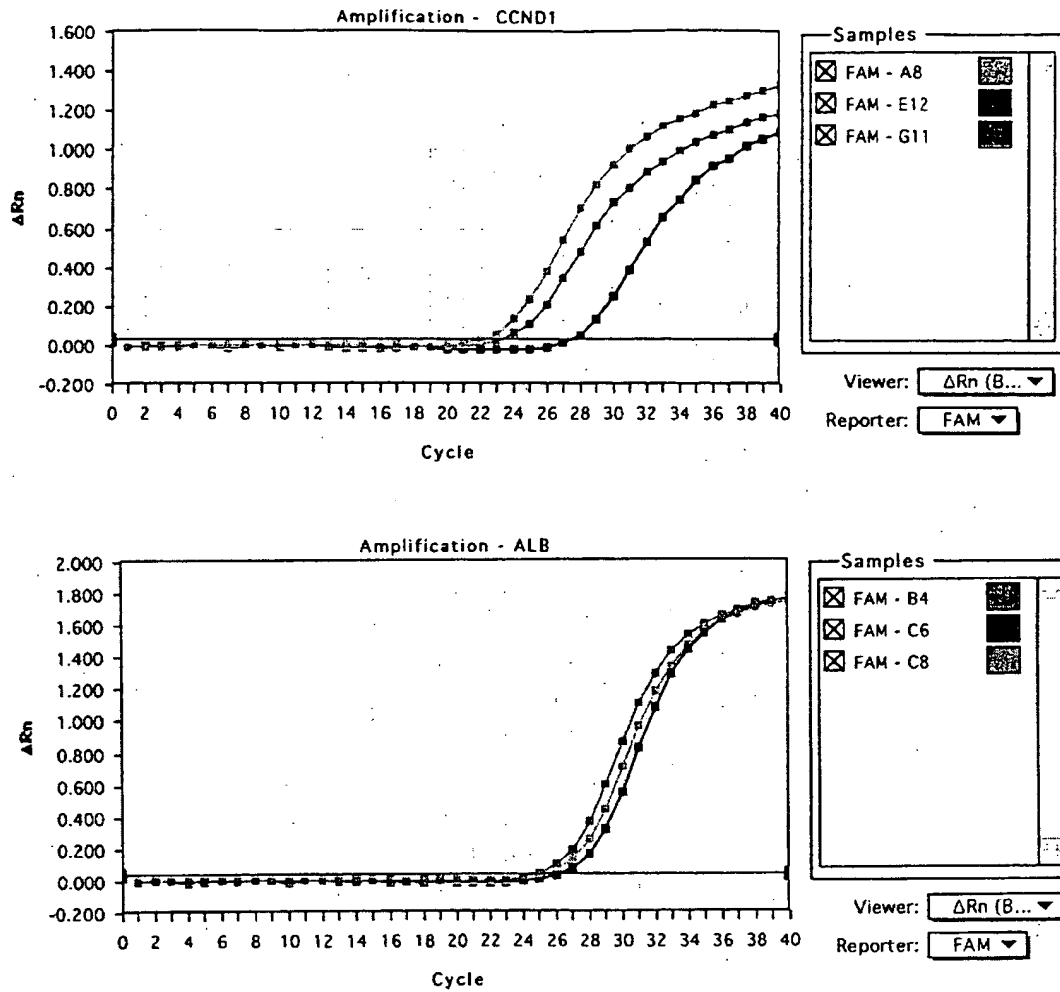 Amplification - CCND1
1.600
1.400
1.200
1.000
0.800
0.600
0.400
0.200
0.000
-0.200
ΔRn
0 2 4 6 8 10 12 14 16 18 20 22 24 26 28 30 32 34 36 38 40
Cycle
Samples
FAM - A8
FAM - E12
FAM - G11
Viewer: ΔRn (B...
Reporter: FAM
Amplification - ALB
2.000
1.800
1.600
1.400
1.200
1.000
0.800
0.600
0.400
0.200
0.000
-0.200
ΔRn
0 2 4 6 8 10 12 14 16 18 20 22 24 26 28 30 32 34 36 38 40
Cycle
Samples
FAM - B4
FAM - C6
FAM - C8
Viewer: ΔRn (B...
Reporter: FAM